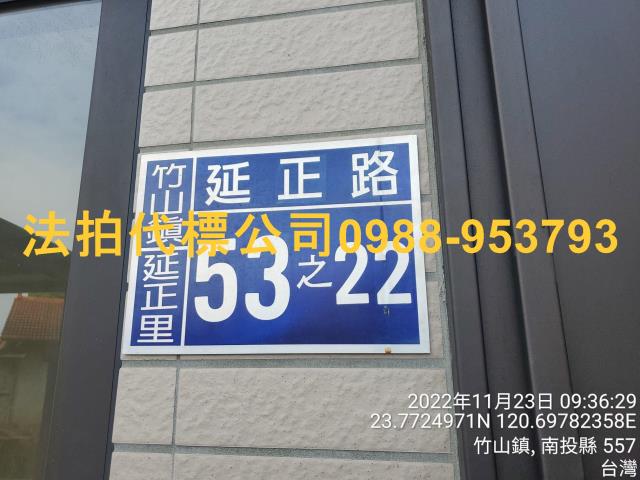 竹山鎮延正里
延正路
53之22
法拍代標公司0988-953793
2022年11月23日 09:36:29
23.7724971N 120.69782358E
竹山鎮, 南投縣 557
台灣